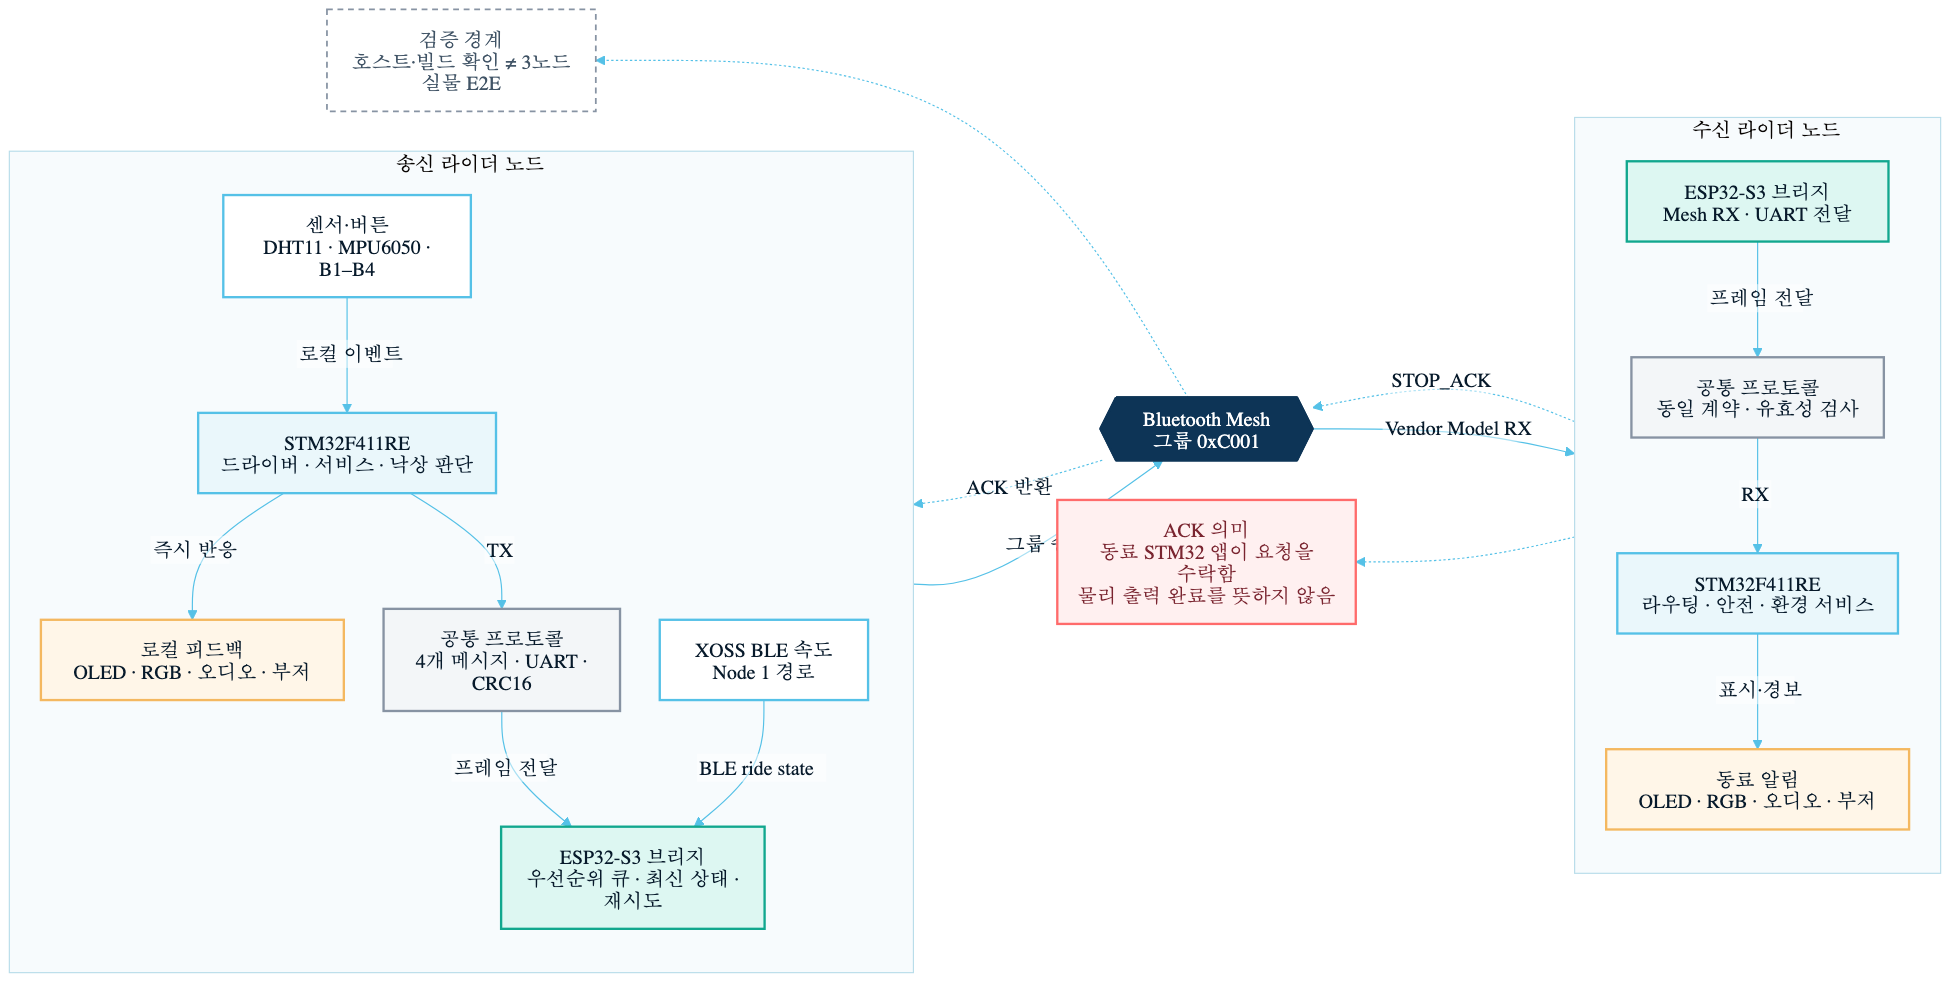 검증 경계
호스트·빌드 확인 ≠ 3노드
실물 E2E
송신 라이더 노드
센서·버튼
DHT11 · MPU6050 ·
B1–B4
로컬 이벤트
STM32F411RE
드라이버 · 서비스 · 낙상 판단
즉시 반응
TX
로컬 피드백
OLED · RGB · 오디오 · 부저
공통 프로토콜
4개 메시지 · UART ·
CRC16
XOSS BLE 속도
Node 1 경로
프레임 전달
BLE ride state
ESP32-S3 브리지
우선순위 큐 · 최신 상태 ·
재시도
Bluetooth Mesh
그룹 0xC001
STOP_ACK
Vendor Model RX
ACK 반환
그룹
ACK 의미
동료 STM32 앱이 요청을
수락함
물리 출력 완료를 뜻하지 않음
수신 라이더 노드
ESP32-S3 브리지
Mesh RX · UART 전달
프레임 전달
공통 프로토콜
동일 계약 · 유효성 검사
RX
STM32F411RE
라우팅 · 안전 · 환경 서비스
표시·경보
동료 알림
OLED · RGB · 오디오 · 부저